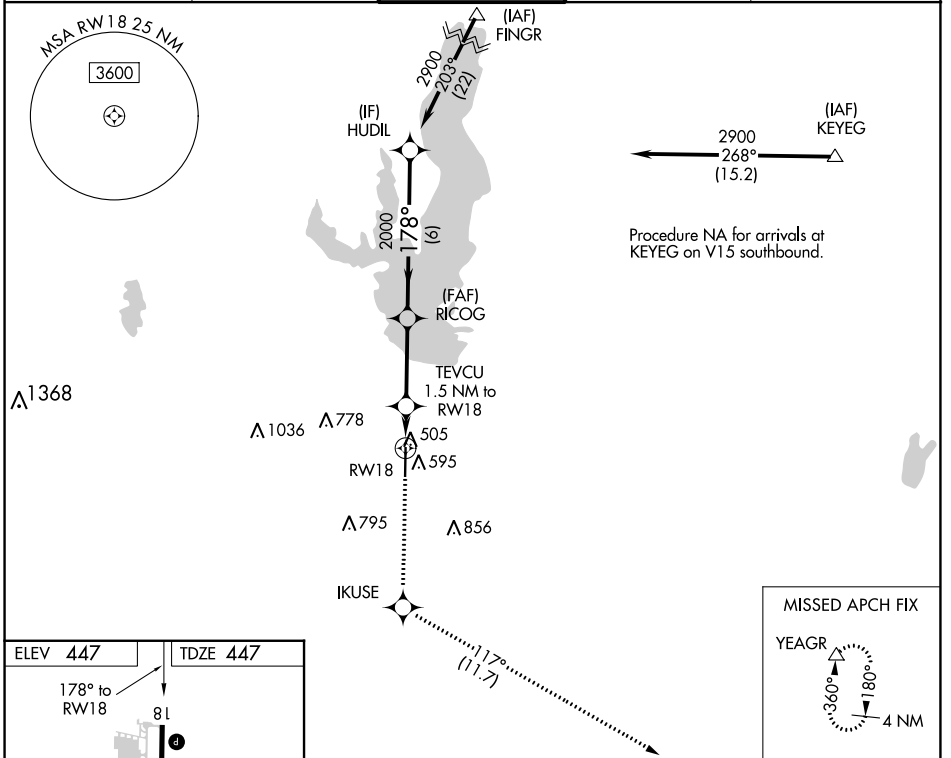 MSA RW18 25 NM
3600
(IAF)
FINGR
2900
203°
(22)
(IF)
HUDIL
(IAF)
KEYEG
2900
268°
(15.2)
2000
178°
(6)
Procedure NA for arrivals at
KEYEG on V15 southbound.
(FAF)
RICOG
TEVCU
1.5 NM to
RW18
1368
1036
778
505
595
RW18
795
856
IKUSE
117°
(11.7)
MISSED APCH FIX
YEAGR
360°
180°
4 NM
ELEV 447
TDZE 447
178° to
RW18
18
P